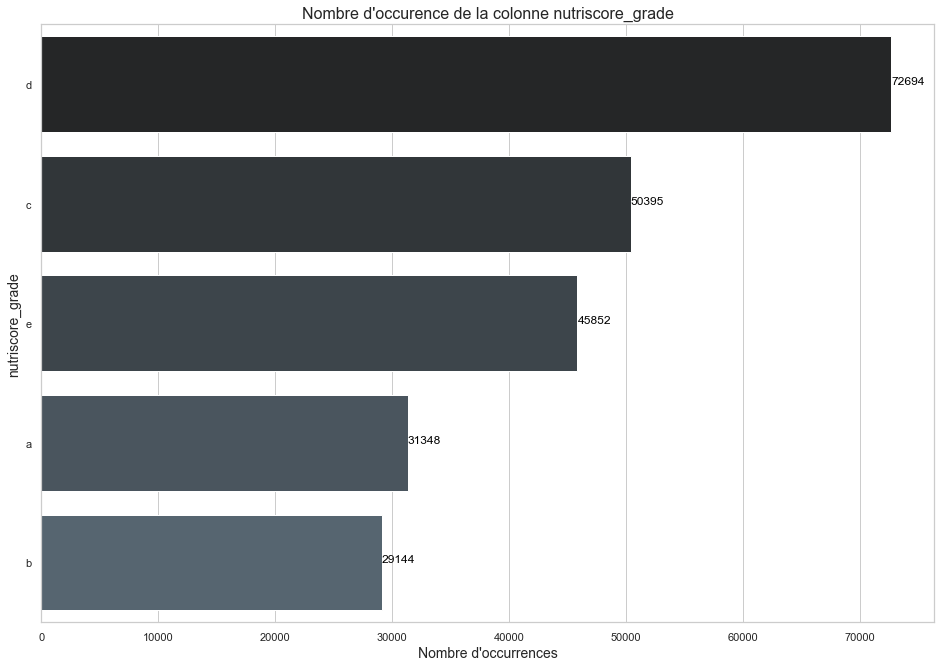 Nombre d'occurence de la colonne nutriscore_grade
nutriscore_grade
d
72694
c
50395
e
45852
a
31348
b
29144
0 10000 20000 30000 40000 50000 60000 70000
Nombre d'occurrences